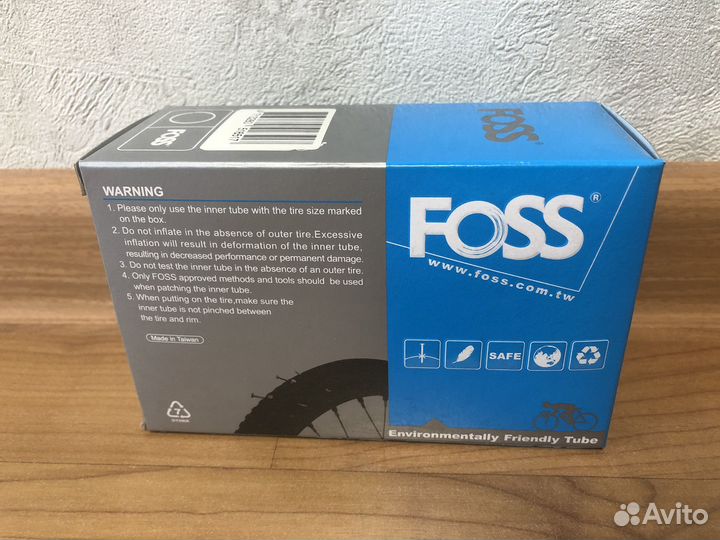 FOSS
FOSS
WARNING
1. Please only use the inner tube with the tire size marked
on the box.
2. Do not inflate in the absence of outer tire.Excessive
inflation will result in deformation of the inner tube,
resulting in decreased performance or permanent damage.
3. Do not test the inner tube in the absence of an outer tire.
4. Only FOSS approved methods and tools should be used
when patching the inner tube.
5. When putting on the tire,make sure the
inner tube is not pinched between
the tire and rim.
Made in Taiwan
7
FOSS®
www.foss.com.tw
SAFE
Environmentally Friendly Tube
Avito